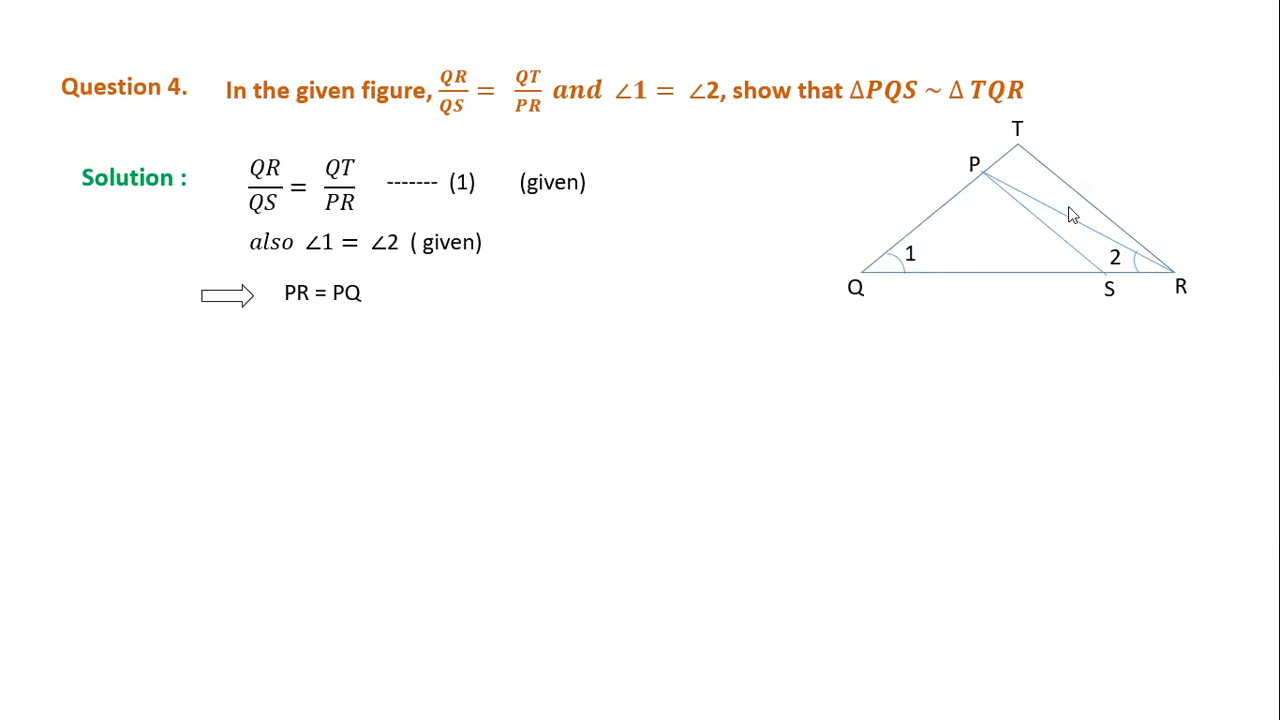 Question 4. In the given figure, QR/QS = QT/PR and ∠1 = ∠2, show that ΔPQS ~ Δ TQR
Solution : QR/QS = QT/PR ------- (1) (given)
also ∠1 = ∠2 ( given)
PR = PQ
T
P
1
2
Q
S
R